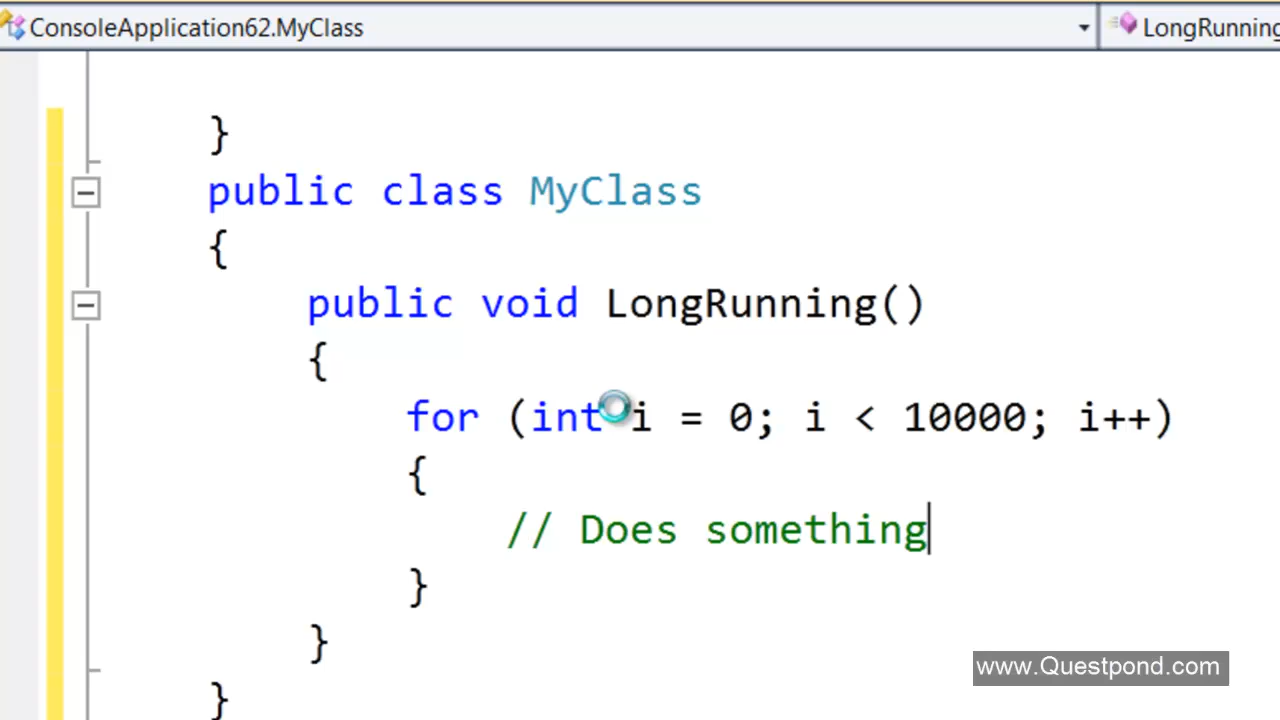 ConsoleApplication62.MyClass
LongRunning
}
public class MyClass
{
public void LongRunning()
{
for (int i = 0; i < 10000; i++)
{
// Does something
}
}
}
www.Questpond.com